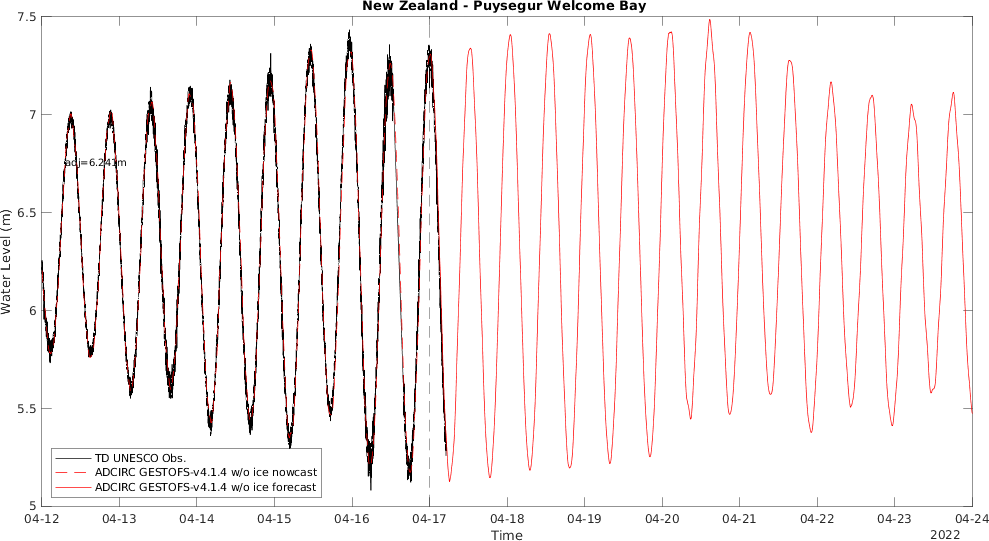 New Zealand - Puysegur Welcome Bay
7.5
7
6.5
6
5.5
5
Water Level (m)
adj=6.241m
TD UNESCO Obs.
ADCIRC GESTOFS-v4.1.4 w/o ice nowcast
ADCIRC GESTOFS-v4.1.4 w/o ice forecast
04-12 04-13 04-14 04-15 04-16 04-17 04-18 04-19 04-20 04-21 04-22 04-23 04-24
Time
2022